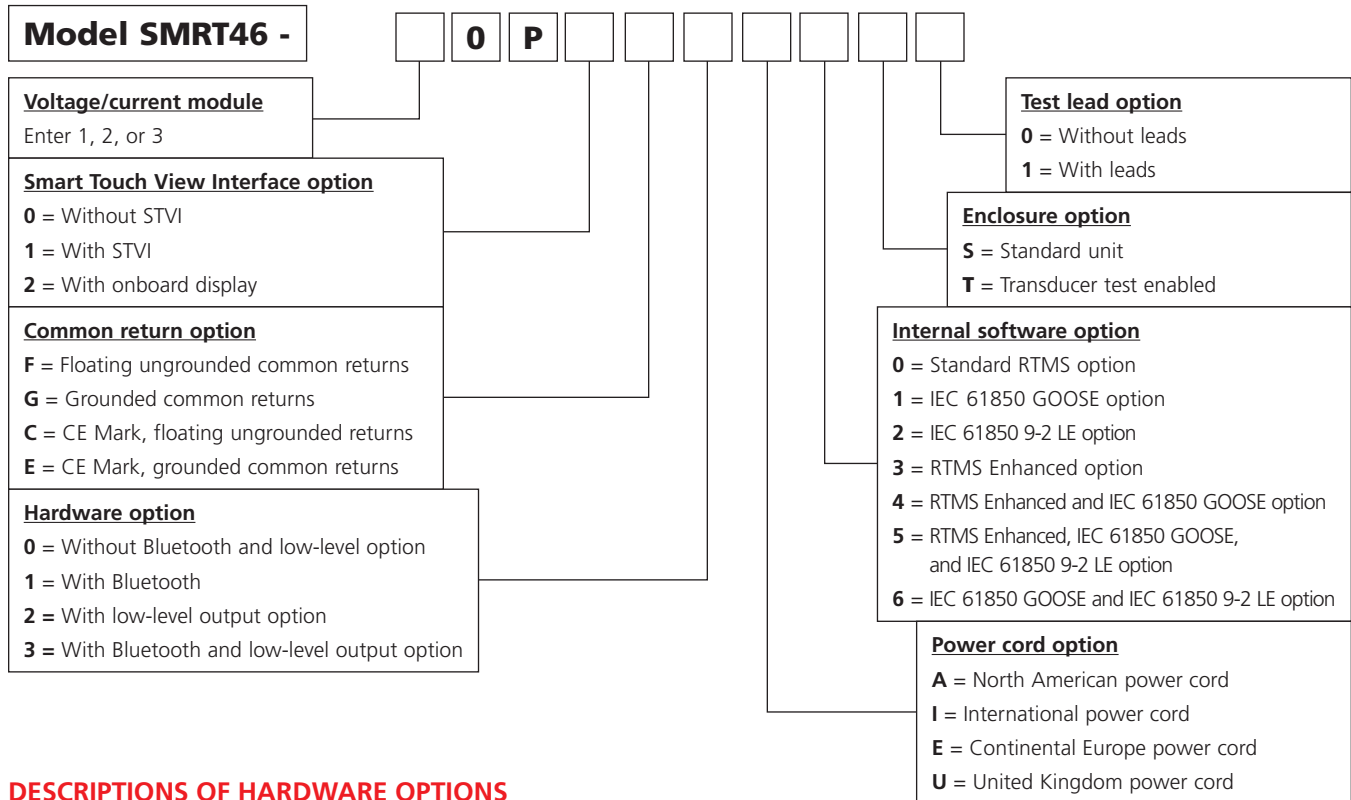 Model SMRT46 -
0 P
Voltage/current module
Enter 1, 2, or 3
Smart Touch View Interface option
0 = Without STVI
1 = With STVI
2 = With onboard display
Common return option
F = Floating ungrounded common returns
G = Grounded common returns
C = CE Mark, floating ungrounded returns
E = CE Mark, grounded common returns
Hardware option
0 = Without Bluetooth and low-level option
1 = With Bluetooth
2 = With low-level output option
3 = With Bluetooth and low-level output option
Test lead option
0 = Without leads
1 = With leads
Enclosure option
S = Standard unit
T = Transducer test enabled
Internal software option
0 = Standard RTMS option
1 = IEC 61850 GOOSE option
2 = IEC 61850 9-2 LE option
3 = RTMS Enhanced option
4 = RTMS Enhanced and IEC 61850 GOOSE option
5 = RTMS Enhanced, IEC 61850 GOOSE,
and IEC 61850 9-2 LE option
6 = IEC 61850 GOOSE and IEC 61850 9-2 LE option
Power cord option
A = North American power cord
I = International power cord
E = Continental Europe power cord
U = United Kingdom power cord
DESCRIPTIONS OF HARDWARE OPTIONS